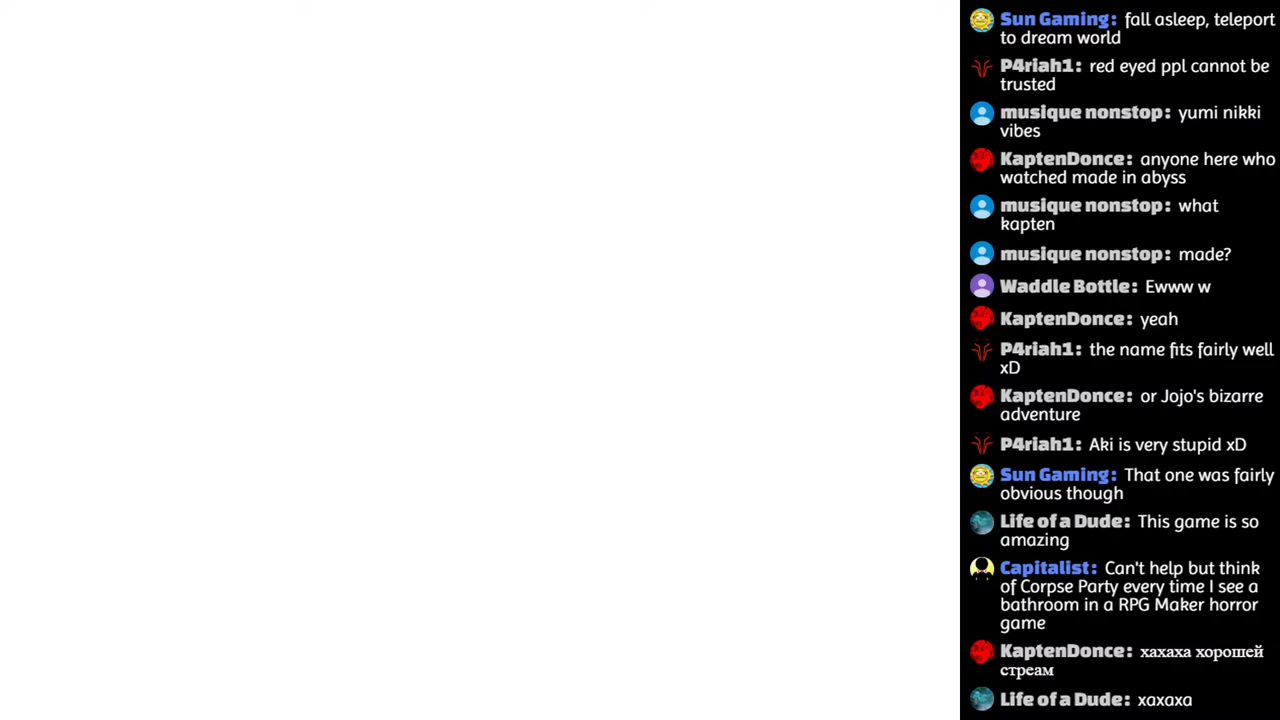 Sun Gaming: fall asleep, teleport
to dream world
P4riah1: red eyed ppl cannot be
trusted
musique nonstop: yumi nikki
vibes
KaptenDonce: anyone here who
watched made in abyss
musique nonstop: what
kapten
musique nonstop: made?
Waddle Bottle: Ewww w
KaptenDonce: yeah
P4riah1: the name fits fairly well
xD
KaptenDonce: or Jojo's bizarre
adventure
P4riah1: Aki is very stupid xD
Sun Gaming: That one was fairly
obvious though
Life of a Dude: This game is so
amazing
Capitalist: Can't help but think
of Corpse Party every time I see a
bathroom in a RPG Maker horror
game
KaptenDonce: хахаха хорошей
стреам
Life of a Dude: xaxaxa